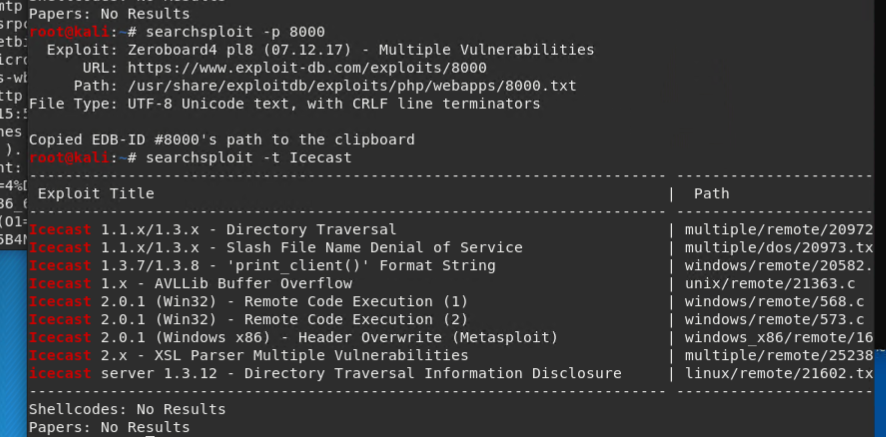 Papers: No Results
root@kali:~# searchsploit -p 8000
Exploit: Zeroboard4 pl8 (07.12.17) - Multiple Vulnerabilities
URL: https://www.exploit-db.com/exploits/8000
Path: /usr/share/exploitdb/exploits/php/webapps/8000.txt
File Type: UTF-8 Unicode text, with CRLF line terminators
Copied EDB-ID #8000's path to the clipboard
root@kali:~# searchsploit -t Icecast
Exploit Title | Path
Icecast 1.1.x/1.3.x - Directory Traversal | multiple/remote/20972
Icecast 1.1.x/1.3.x - Slash File Name Denial of Service | multiple/dos/20973.tx
Icecast 1.3.7/1.3.8 - 'print_client()' Format String | windows/remote/20582.
Icecast 1.x - AVLLib Buffer Overflow | unix/remote/21363.c
Icecast 2.0.1 (Win32) - Remote Code Execution (1) | windows/remote/568.c
Icecast 2.0.1 (Win32) - Remote Code Execution (2) | windows/remote/573.c
Icecast 2.0.1 (Windows x86) - Header Overwrite (Metasploit) | windows_x86/remote/16
Icecast 2.x - XSL Parser Multiple Vulnerabilities | multiple/remote/25238
icecast server 1.3.12 - Directory Traversal Information Disclosure | linux/remote/21602.tx
Shellcodes: No Results
Papers: No Results